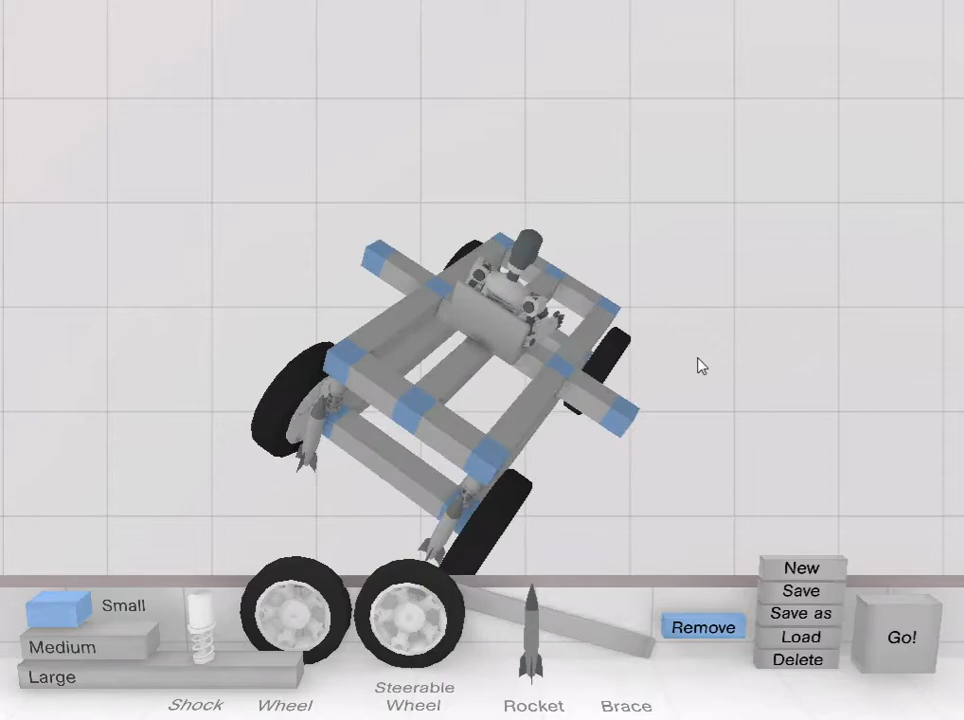 Small
Medium
Large
Shock
Wheel
Steerable
Wheel
Rocket
Brace
Remove
New
Save
Save as
Load
Delete
Go!